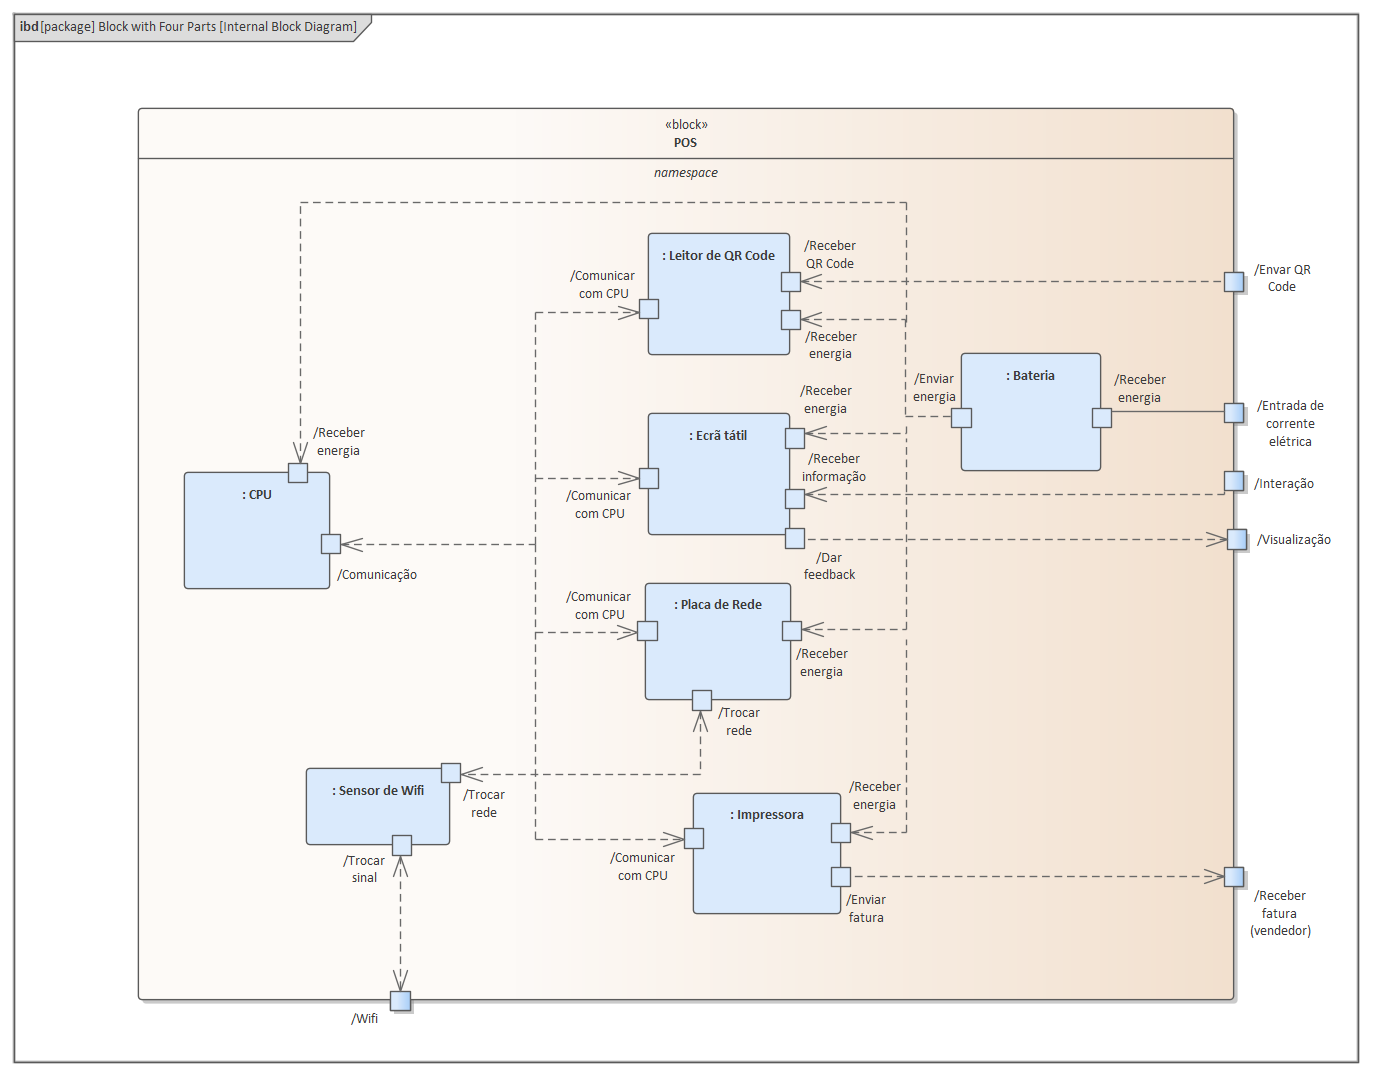 ibd [package] Block with Four Parts [Internal Block Diagram]
«block»
POS
namespace
: Leitor de QR Code
/Receber
QR Code
/Comunicar
com CPU
/Envar QR
Code
/Receber
energia
: Bateria
/Enviar
energia
/Receber
energia
/Receber
energia
/Entrada de
corrente
elétrica
: Ecrã tátil
/Receber
energia
/Receber
informação
/Interação
: CPU
/Comunicar
com CPU
/Visualização
/Dar
feedback
/Comunicação
/Comunicar
com CPU
: Placa de Rede
/Receber
energia
/Trocar
rede
: Sensor de Wifi
/Trocar
rede
/Receber
energia
: Impressora
/Trocar
sinal
/Comunicar
com CPU
/Enviar
fatura
/Receber
fatura
(vendedor)
/Wifi